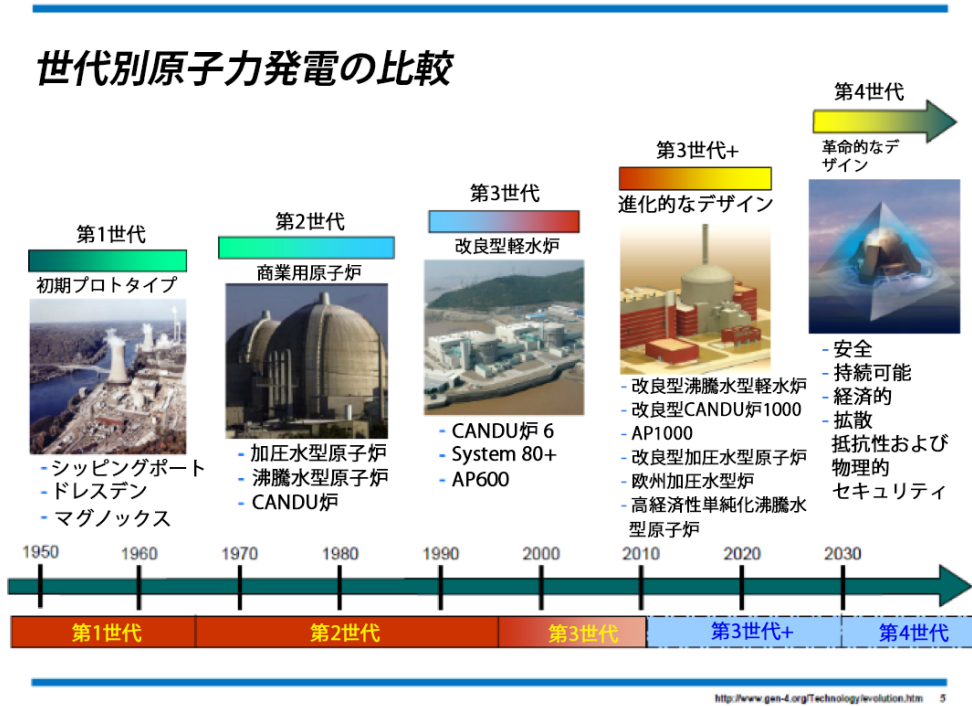 世代別原子力発電の比較
第1世代
初期プロトタイプ
- シッピングポート
- ドレスデン
- マグノックス
第2世代
商業用原子炉
- 加圧水型原子炉
- 沸騰水型原子炉
- CANDU炉
第3世代
改良型軽水炉
- CANDU炉 6
- System 80+
- AP600
第3世代+
進化的なデザイン
- 改良型沸騰水型軽水炉
- 改良型CANDU炉1000
- AP1000
- 改良型加圧水型原子炉
- 欧州加圧水型炉
- 高経済性単純化沸騰水
型原子炉
第4世代
革命的なデ
ザイン
- 安全
- 持続可能
- 経済的
- 拡散
抵抗性および
物理的
セキュリティ
1950 1960 1970 1980 1990 2000 2010 2020 2030
第1世代 第2世代 第3世代 第3世代+ 第4世代
http://www.gen-4.org/Technology/evolution.htm 5